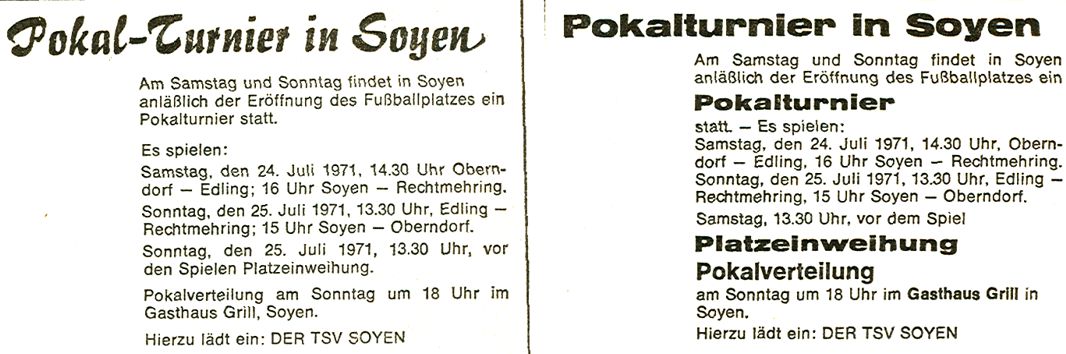 Pokal-Turnier in Soyen
Am Samstag und Sonntag findet in Soyen
anläßlich der Eröffnung des Fußballplatzes ein
Pokalturnier statt.
Es spielen:
Samstag, den 24. Juli 1971, 14.30 Uhr Obern-
dorf — Edling; 16 Uhr Soyen — Rechtmehring.
Sonntag, den 25. Juli 1971, 13.30 Uhr, Edling —
Rechtmehring; 15 Uhr Soyen — Oberndorf.
Sonntag, den 25. Juli 1971, 13.30 Uhr, vor
den Spielen Platzeinweihung.
Pokalverteilung am Sonntag um 18 Uhr im
Gasthaus Grill, Soyen.
Hierzu lädt ein: DER TSV SOYEN
Pokalturnier in Soyen
Am Samstag und Sonntag findet in Soyen
anläßlich der Eröffnung des Fußballplatzes ein
Pokalturnier
statt. — Es spielen:
Samstag, den 24. Juli 1971, 14.30 Uhr, Obern-
dorf — Edling, 16 Uhr Soyen — Rechtmehring.
Sonntag, den 25. Juli 1971, 13.30 Uhr, Edling —
Rechtmehring, 15 Uhr Soyen — Oberndorf.
Samstag, 13.30 Uhr, vor dem Spiel
Platzeinweihung
Pokalverteilung
am Sonntag um 18 Uhr im Gasthaus Grill in
Soyen.
Hierzu lädt ein: DER TSV SOYEN